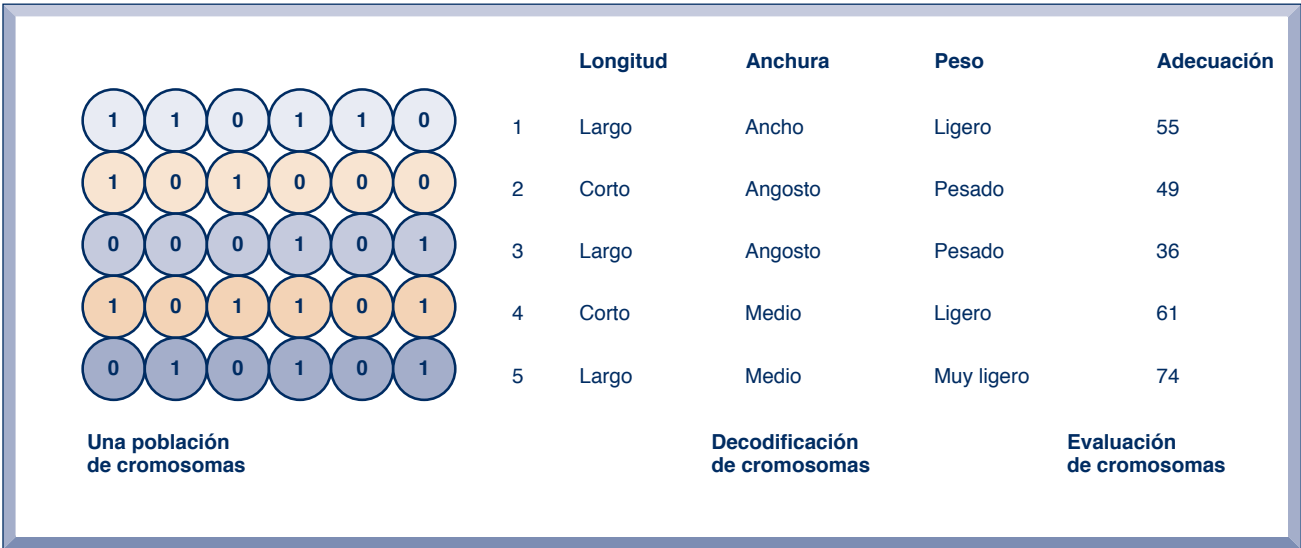 Longitud Anchura Peso Adecuación
1 1 0 1 1 0 1 Largo Ancho Ligero 55
1 0 1 0 0 0 2 Corto Angosto Pesado 49
0 0 0 1 0 1 3 Largo Angosto Pesado 36
1 0 1 1 0 1 4 Corto Medio Ligero 61
0 1 0 1 0 1 5 Largo Medio Muy ligero 74
Una población
de cromosomas
Decodificación
de cromosomas
Evaluación
de cromosomas